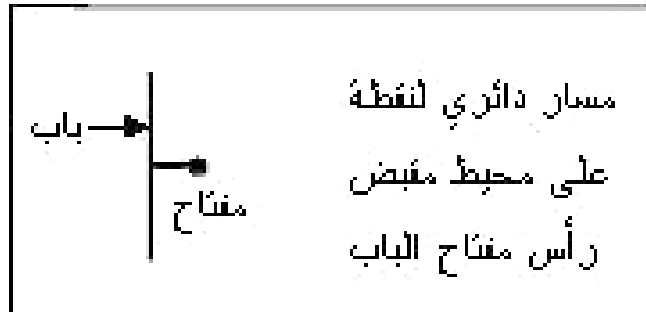 مسار دائري لنقطة
على محيط مقبض
رأس مفتاح الباب
باب
مفتاح